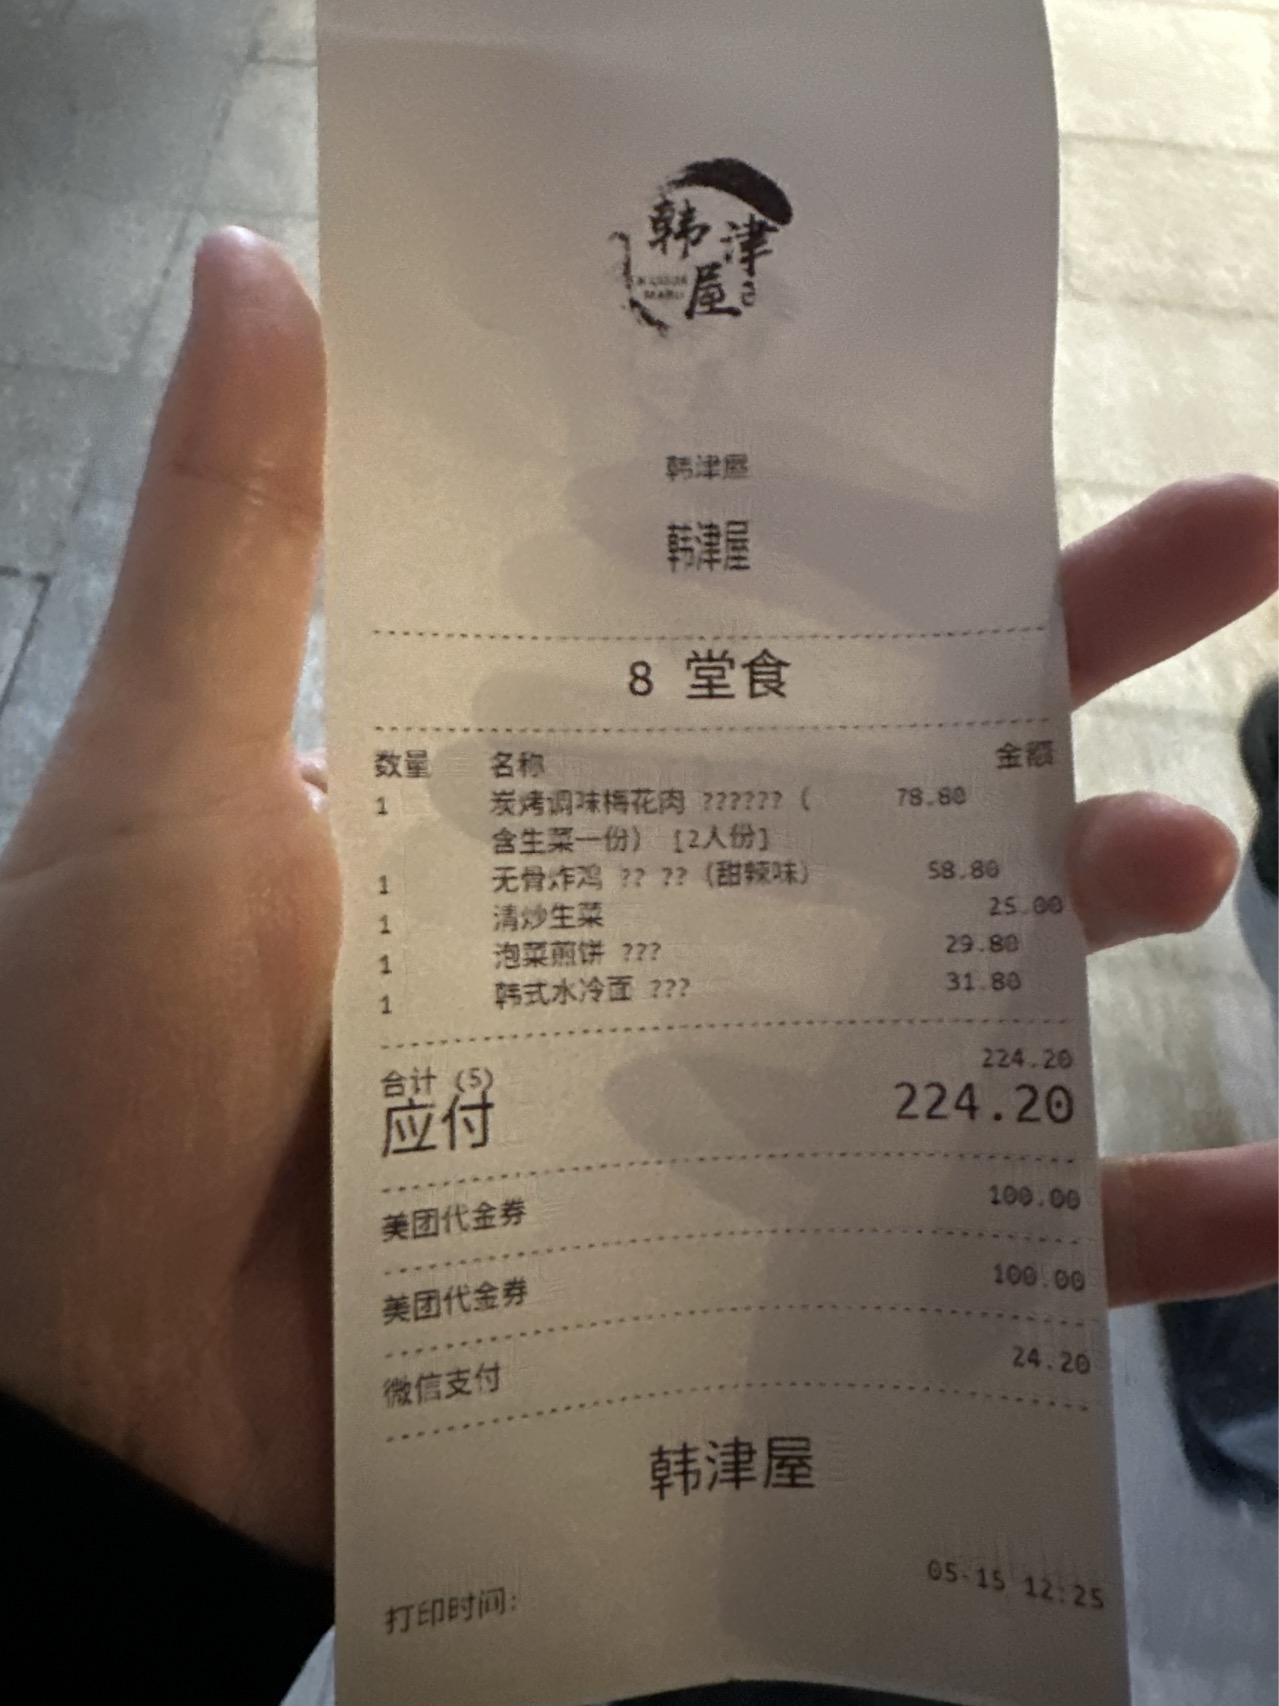 韩津
屋
韩津屋
韩津屋
8 堂食
数量 名称 金额
1 炭烤调味梅花肉 ?????? ( 78.80
含生菜一份) [2人份]
1 无骨炸鸡 ?? ?? (甜辣味) 58.80
1 清炒生菜 25.00
1 泡菜煎饼 ??? 29.80
1 韩式水冷面 ??? 31.80
合计 (5) 224.20
应付 224.20
美团代金券 100.00
美团代金券 100.00
微信支付 24.20
韩津屋
打印时间: 05-15 12:25